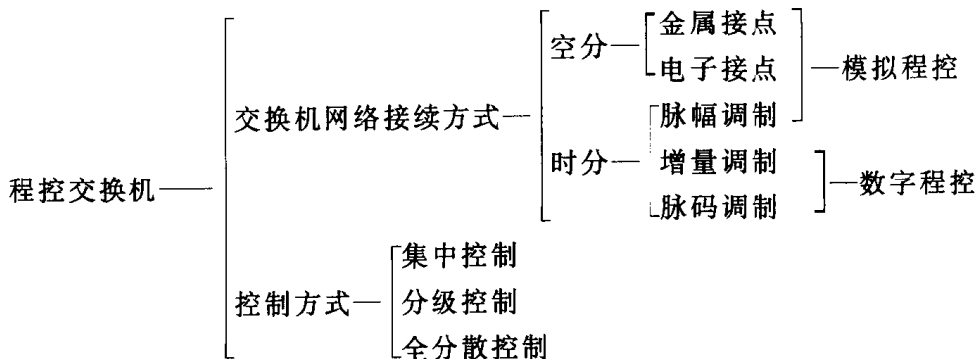 程控交换机
交换机网络接续方式
空分
金属接点
电子接点
模拟程控
时分
脉幅调制
增量调制
脉码调制
数字程控
控制方式
集中控制
分级控制
全分散控制